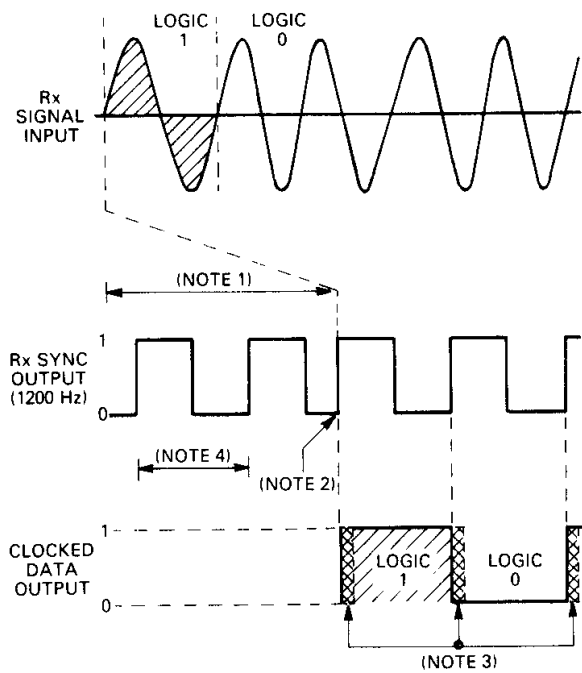 LOGIC
1
LOGIC
0
Rx
SIGNAL
INPUT
(NOTE 1)
Rx SYNC
OUTPUT
(1200 Hz)
1
0
(NOTE 4)
(NOTE 2)
CLOCKED
DATA
OUTPUT
1
0
LOGIC
1
LOGIC
0
(NOTE 3)